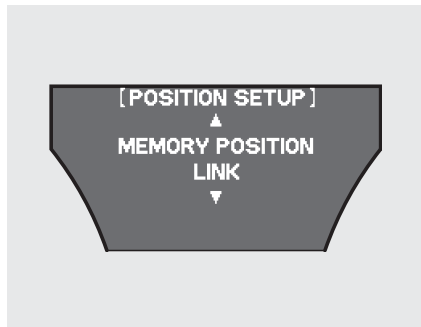 [POSITION SETUP]
▲
MEMORY POSITION
LINK
▼